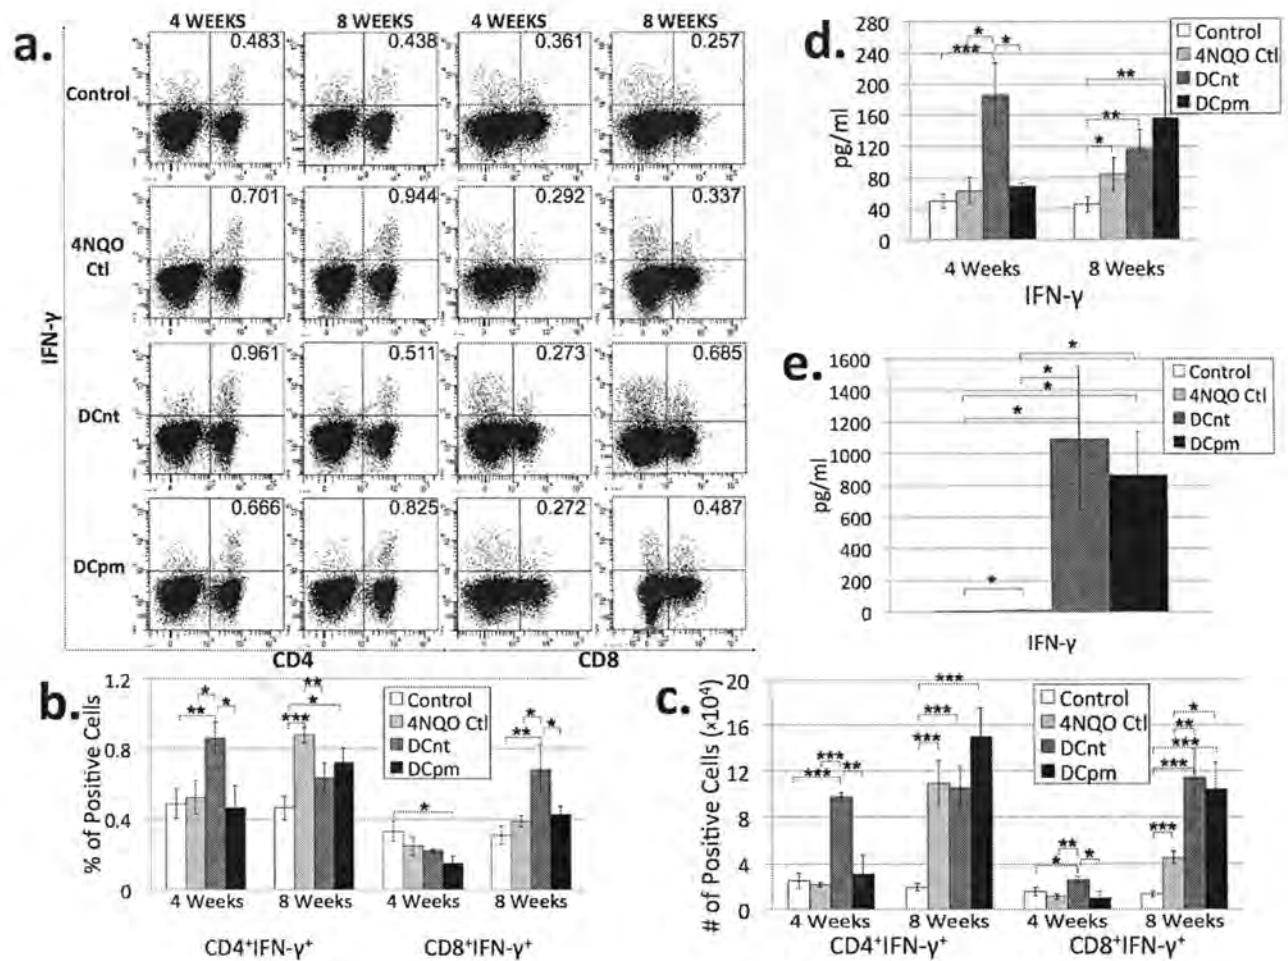 a.
4 WEEKS 8 WEEKS 4 WEEKS 8 WEEKS
Control 0.483 0.438 0.361 0.257
4NQO Ctl 0.701 0.944 0.292 0.337
DCnt 0.961 0.511 0.273 0.685
DCpm 0.666 0.825 0.272 0.487
IFN-γ
CD4 CD8
b.
% of Positive Cells
1.2
0.8
0.4
0
** * *
*** ** *
*
** * *
Control
4NQO Ctl
DCnt
DCpm
4 Weeks 8 Weeks 4 Weeks 8 Weeks
CD4⁺IFN-γ⁺ CD8⁺IFN-γ⁺
d.
pg/ml
280
240
200
160
120
80
40
0
*** * *
* ** **
Control
4NQO Ctl
DCnt
DCpm
4 Weeks 8 Weeks
IFN-γ
e.
pg/ml
1600
1400
1200
1000
800
600
400
200
0
*
*
*
*
*
Control
4NQO Ctl
DCnt
DCpm
IFN-γ
c.
# of Positive Cells (x10⁴)
20
16
12
8
4
0
*** *** **
*** *** ***
* ** *
*** *** *** ** *
Control
4NQO Ctl
DCnt
DCpm
4 Weeks 8 Weeks 4 Weeks 8 Weeks
CD4⁺IFN-γ⁺ CD8⁺IFN-γ⁺